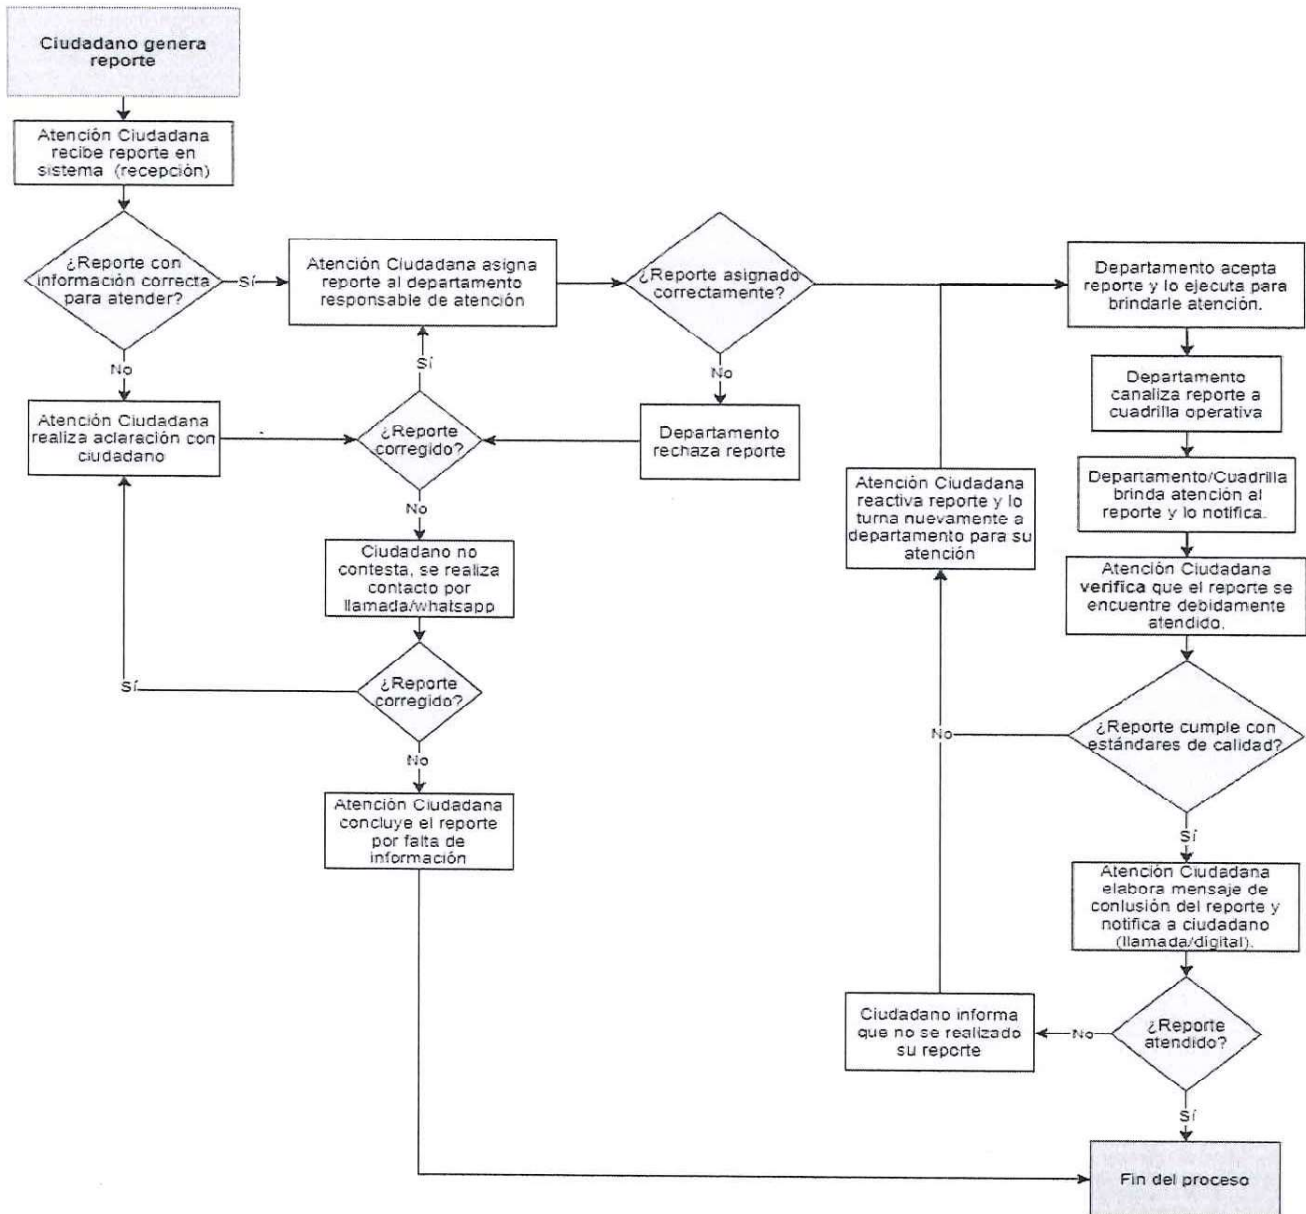 Ciudadano genera
reporte
Atención Ciudadana
recibe reporte en
sistema (recepción)
¿Reporte con
información correcta
para atender?
Sí
Atención Ciudadana asigna
reporte al departamento
responsable de atención
¿Reporte asignado
correctamente?
Departamento acepta
reporte y lo ejecuta para
brindarle atención.
No
Sí
No
Departamento
canaliza reporte a
cuadrilla operativa
Atención Ciudadana
realiza aclaración con
ciudadano
¿Reporte
corregido?
Departamento
rechaza reporte
Departamento/Cuadrilla
brinda atención al
reporte y lo notifica.
Atención Ciudadana
reactiva reporte y lo
turna nuevamente a
departamento para su
atención
No
Ciudadano no
contesta, se realiza
contacto por
llamada/whatsapp
Atención Ciudadana
verifica que el reporte se
encuentre debidamente
atendido.
Sí
¿Reporte
corregido?
No
¿Reporte cumple con
estándares de calidad?
No
Atención Ciudadana
concluye el reporte
por falta de
información
Sí
Atención Ciudadana
elabora mensaje de
conlusión del reporte y
notifica a ciudadano
(llamada/digital).
Ciudadano informa
que no se realizado
su reporte
No
¿Reporte
atendido?
Sí
Fin del proceso